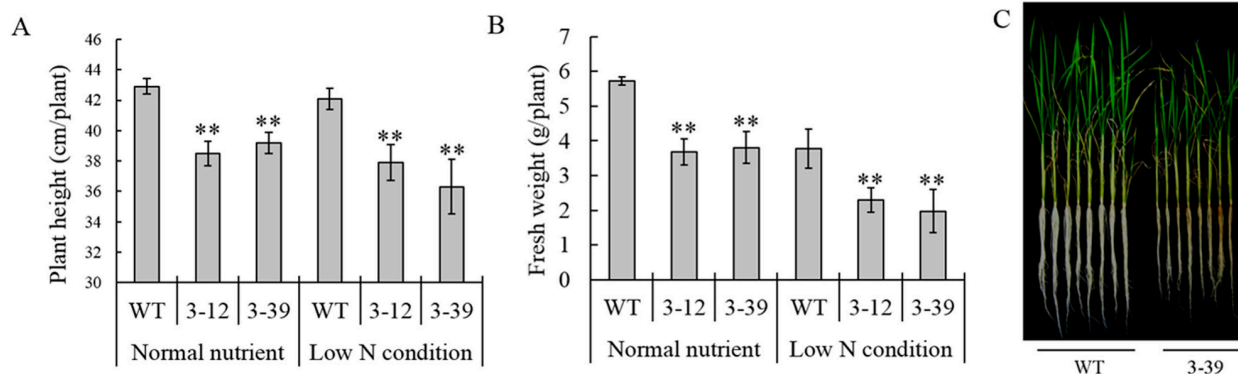 A
Plant height (cm/plant)
46
44
42
40
38
36
34
32
30
**
**
**
**
WT 3-12 3-39 WT 3-12 3-39
Normal nutrient Low N condition
B
Fresh weight (g/plant)
7
6
5
4
3
2
1
0
**
**
**
**
WT 3-12 3-39 WT 3-12 3-39
Normal nutrient Low N condition
C
WT 3-39